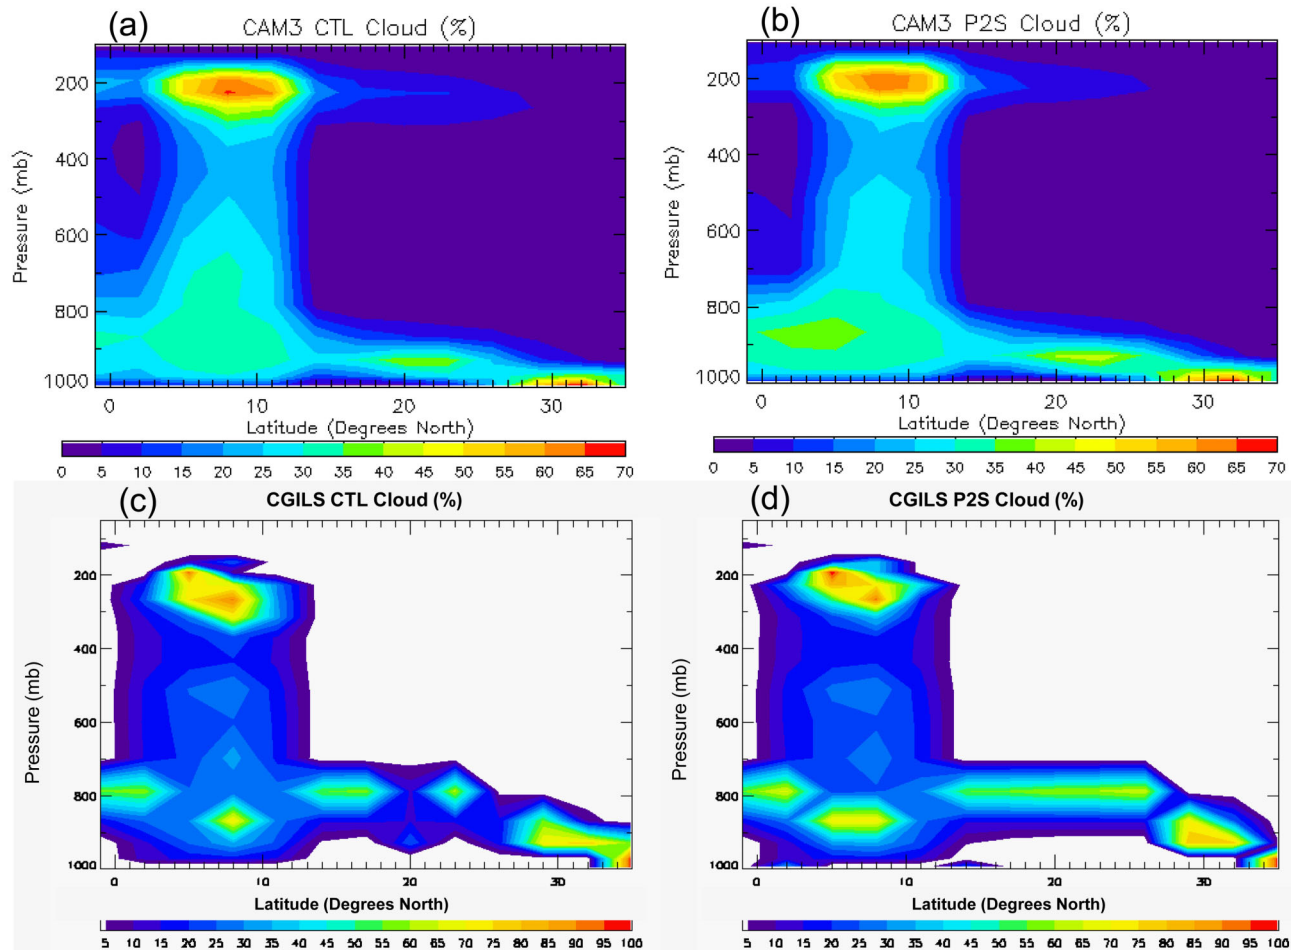 (a)
CAM3 CTL Cloud (%)
200
400
600
800
1000
Pressure (mb)
0 10 20 30
Latitude (Degrees North)
0 5 10 15 20 25 30 35 40 45 50 55 60 65 70
(b)
CAM3 P2S Cloud (%)
200
400
600
800
1000
Pressure (mb)
0 10 20 30
Latitude (Degrees North)
0 5 10 15 20 25 30 35 40 45 50 55 60 65 70
(c)
CGILS CTL Cloud (%)
200
400
600
800
1000
Pressure (mb)
0 10 20 30
Latitude (Degrees North)
5 10 15 20 25 30 35 40 45 50 55 60 65 70 75 80 85 90 95 100
(d)
CGILS P2S Cloud (%)
200
400
600
800
1000
Pressure (mb)
0 10 20 30
Latitude (Degrees North)
5 10 15 20 25 30 35 40 45 50 55 60 65 70 75 80 85 90 95 100